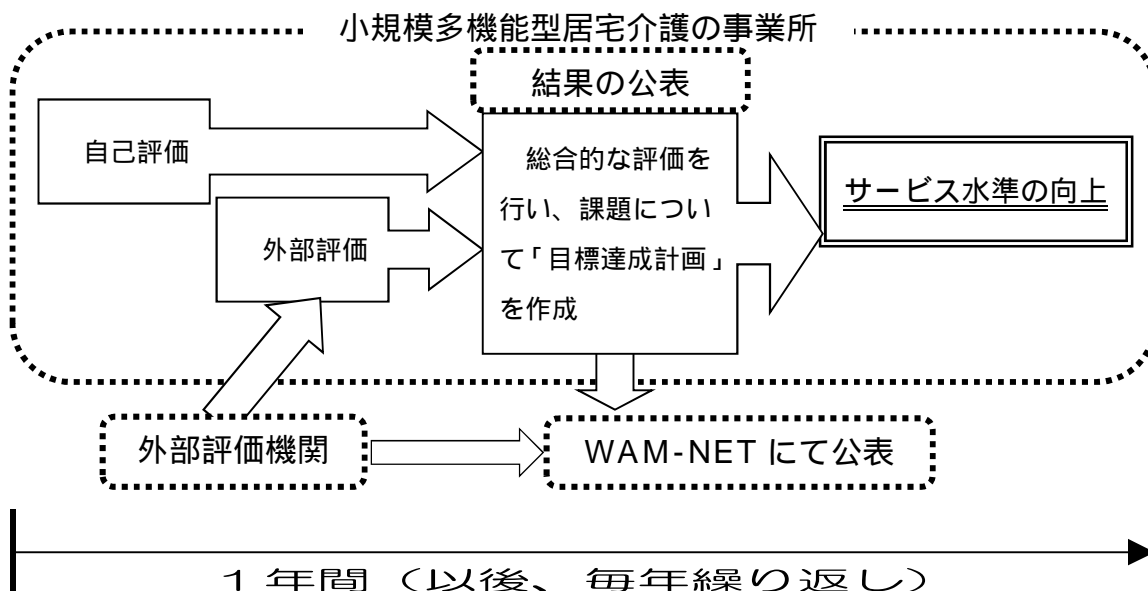 小規模多機能型居宅介護の事業所
結果の公表
自己評価
総合的な評価を
行い、課題につい
て「目標達成計画」
を作成
サービス水準の向上
外部評価
外部評価機関
WAM-NET にて公表
1年間（以後、毎年繰り返し）